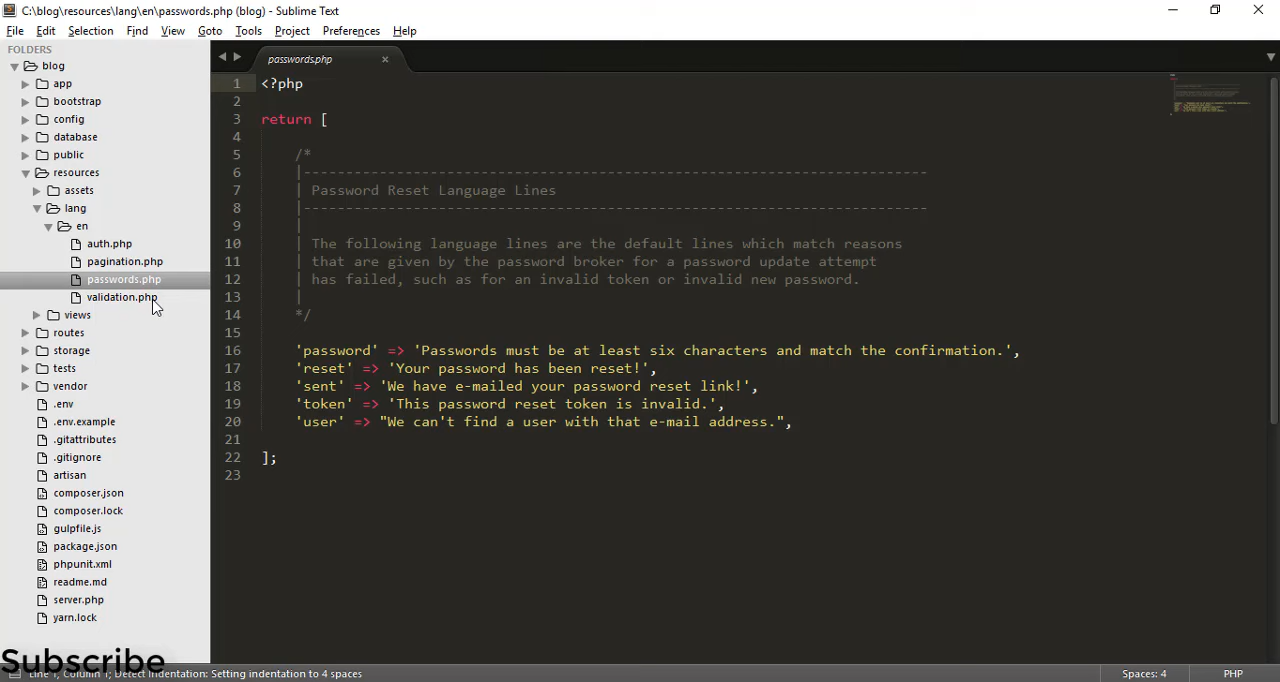 C:\blog\resources\lang\en\passwords.php (blog) - Sublime Text
File Edit Selection Find View Goto Tools Project Preferences Help
FOLDERS
blog
app
bootstrap
config
database
public
resources
assets
lang
en
auth.php
pagination.php
passwords.php
validation.php
views
routes
storage
tests
vendor
.env
.env.example
.gitattributes
.gitignore
artisan
composer.json
composer.lock
gulpfile.js
package.json
phpunit.xml
readme.md
server.php
yarn.lock
passwords.php
1 <?php
2
3 return [
4
5 /*
6 |--------------------------------------------------------------------------
7 | Password Reset Language Lines
8 |--------------------------------------------------------------------------
9 |
10 | The following language lines are the default lines which match reasons
11 | that are given by the password broker for a password update attempt
12 | has failed, such as for an invalid token or invalid new password.
13 |
14 */
15
16 'password' => 'Passwords must be at least six characters and match the confirmation.',
17 'reset' => 'Your password has been reset!',
18 'sent' => 'We have e-mailed your password reset link!',
19 'token' => 'This password reset token is invalid.',
20 'user' => "We can't find a user with that e-mail address.",
21
22 ];
23
Subscribe
Line 1, Column 1; Detect Indentation: Setting indentation to 4 spaces
Spaces: 4
PHP